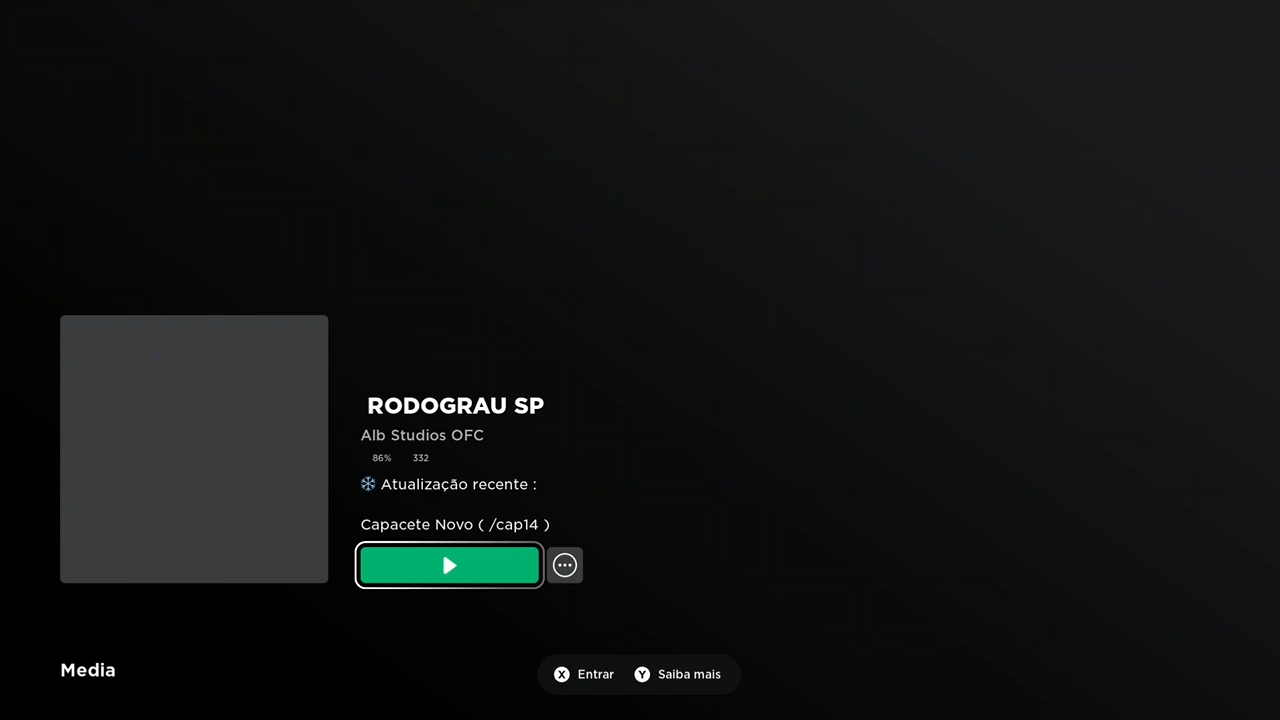 RODOGRAU SP
Alb Studios OFC
86% 332
❄️ Atualização recente :
Capacete Novo ( /cap14 )
Media
X Entrar Y Saiba mais